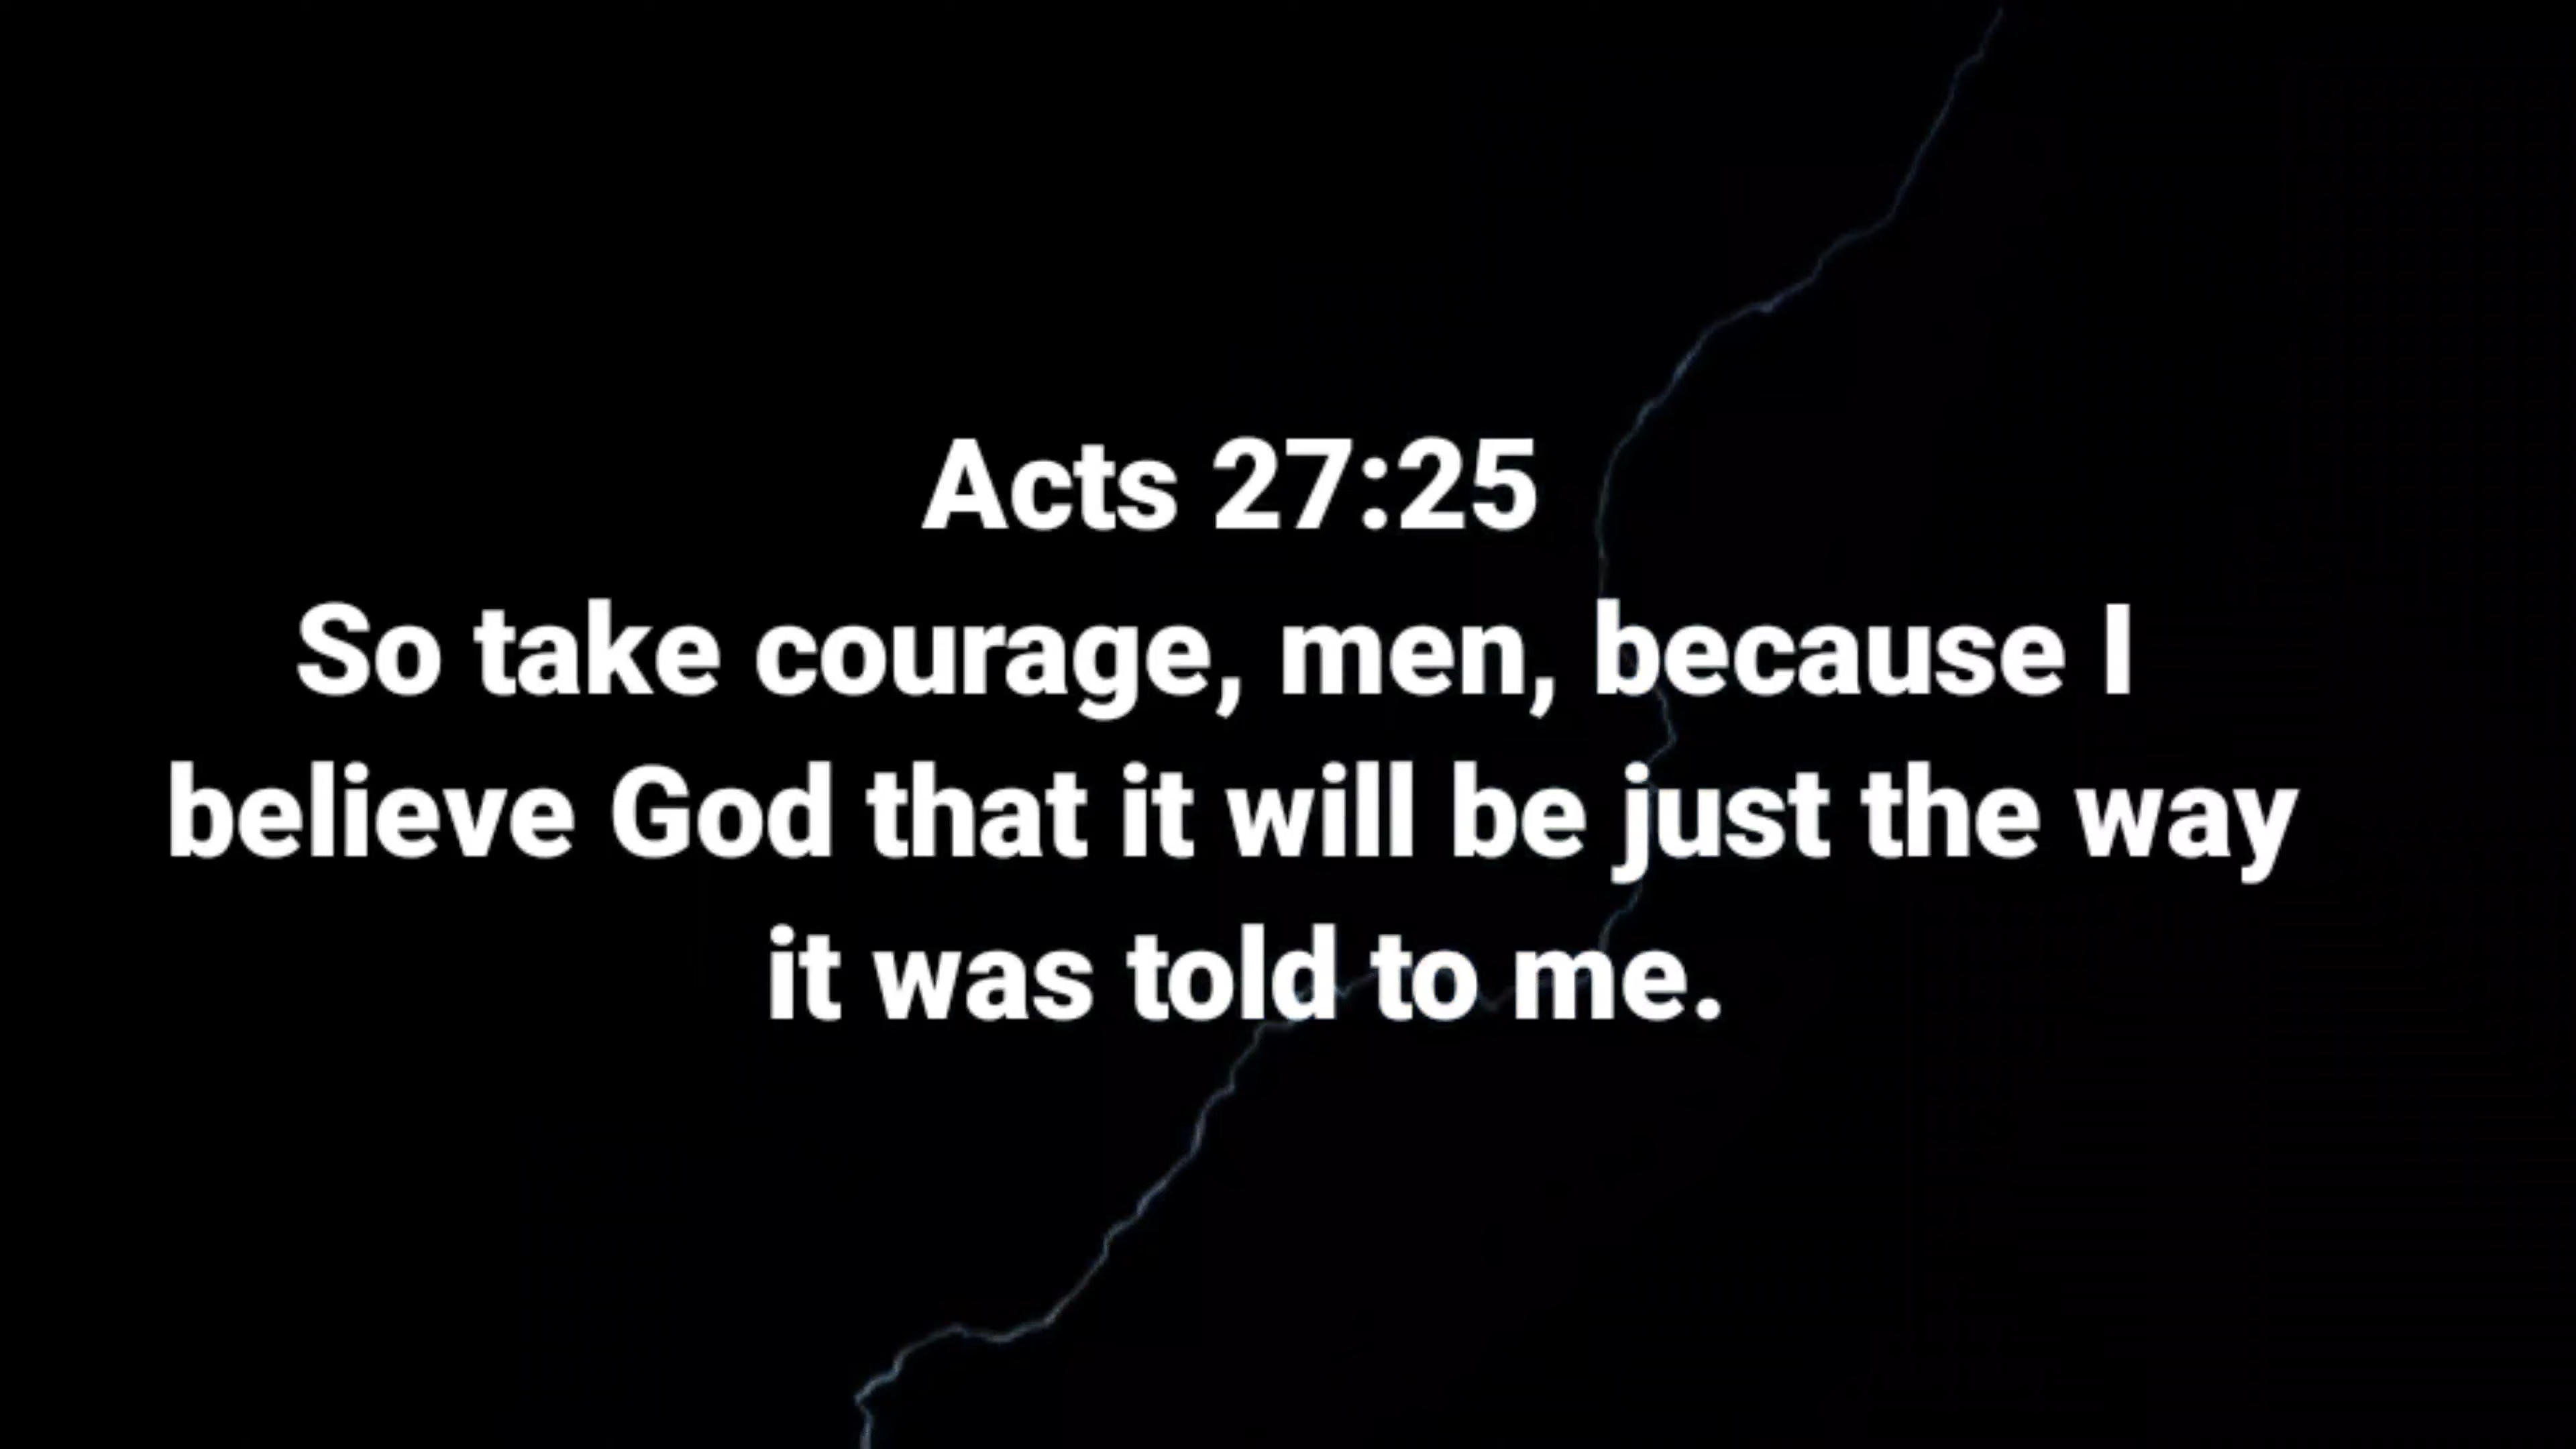 Acts 27:25
So take courage, men, because I
believe God that it will be just the way
it was told to me.